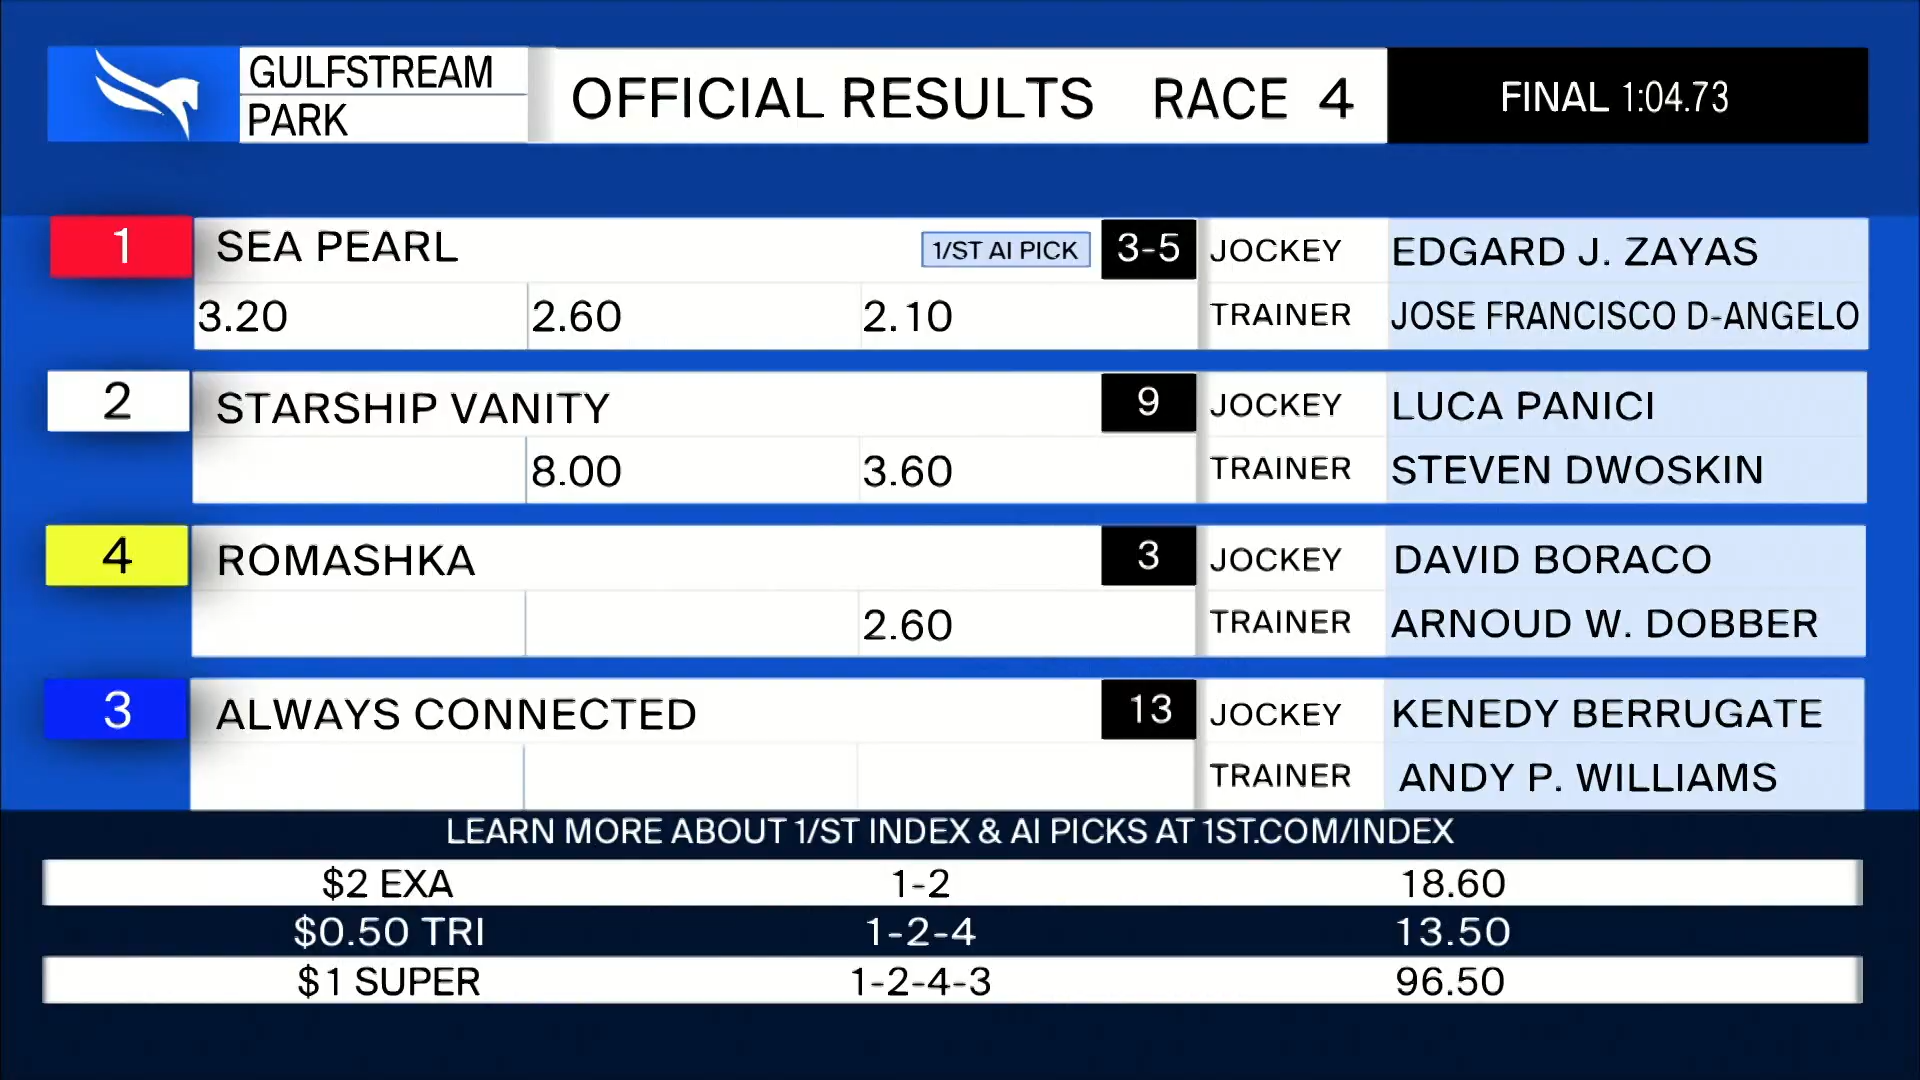 GULFSTREAM
PARK
OFFICIAL RESULTS RACE 4
FINAL 1:04.73
1 SEA PEARL 1/ST AI PICK 3-5 JOCKEY EDGARD J. ZAYAS
3.20 2.60 2.10 TRAINER JOSE FRANCISCO D-ANGELO
2 STARSHIP VANITY 9 JOCKEY LUCA PANICI
8.00 3.60 TRAINER STEVEN DWOSKIN
4 ROMASHKA 3 JOCKEY DAVID BORACO
2.60 TRAINER ARNOUD W. DOBBER
3 ALWAYS CONNECTED 13 JOCKEY KENEDY BERRUGATE
TRAINER ANDY P. WILLIAMS
LEARN MORE ABOUT 1/ST INDEX & AI PICKS AT 1ST.COM/INDEX
$2 EXA 1-2 18.60
$0.50 TRI 1-2-4 13.50
$1 SUPER 1-2-4-3 96.50